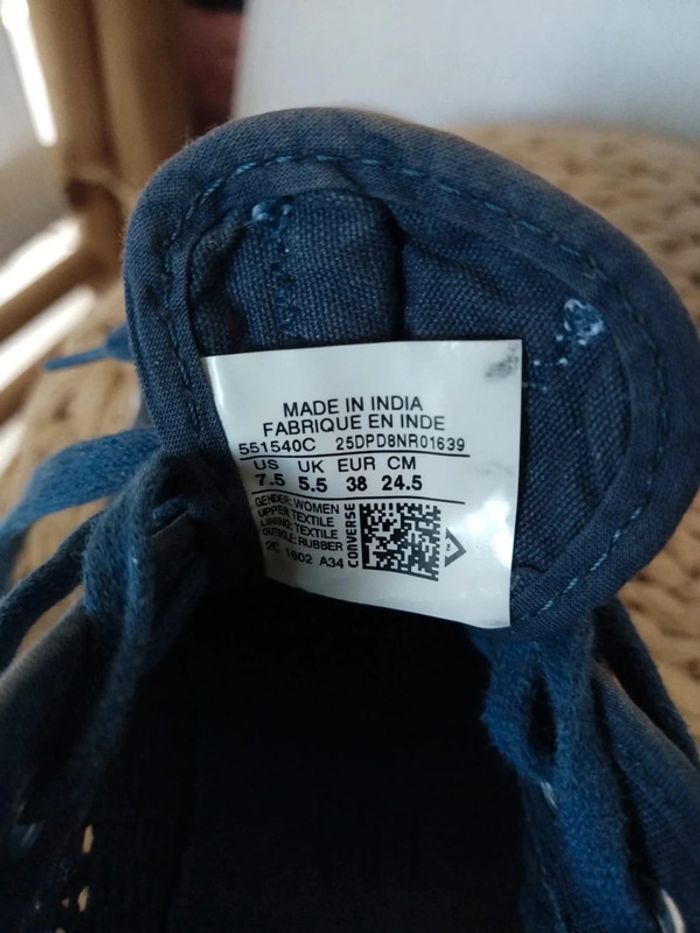 MADE IN INDIA
FABRIQUE EN INDE
551540C 25DPD8NR01639
US UK EUR CM
7.5 5.5 38 24.5
GENDER: WOMEN
UPPER TEXTILE
LINING: TEXTILE
OUTSOLE: RUBBER
2C 1602 A34
CONVERSE